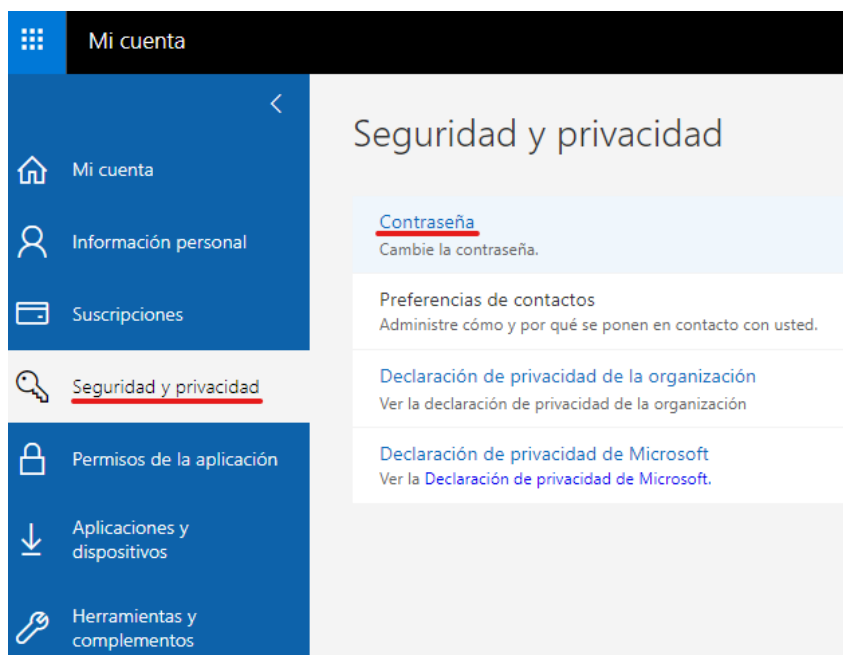 Mi cuenta
Mi cuenta
Información personal
Suscripciones
Seguridad y privacidad
Permisos de la aplicación
Aplicaciones y
dispositivos
Herramientas y
complementos
Seguridad y privacidad
Contraseña
Cambie la contraseña.
Preferencias de contactos
Administre cómo y por qué se ponen en contacto con usted.
Declaración de privacidad de la organización
Ver la declaración de privacidad de la organización
Declaración de privacidad de Microsoft
Ver la Declaración de privacidad de Microsoft.